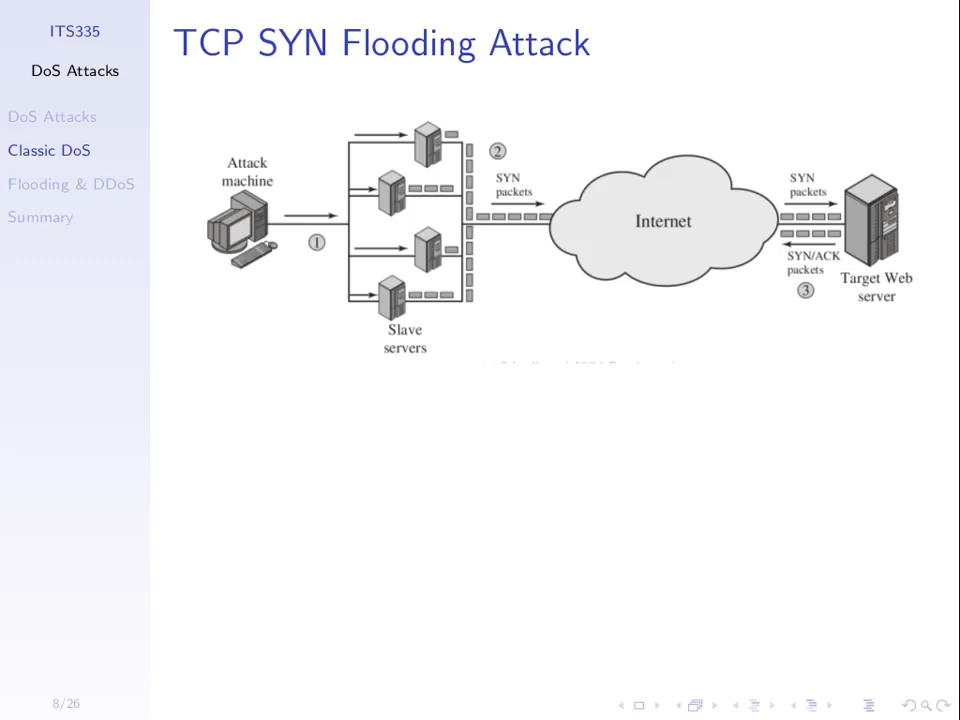 ITS335
DoS Attacks
DoS Attacks
Classic DoS
Flooding & DDoS
Summary
TCP SYN Flooding Attack
Attack
machine
1
Slave
servers
2
SYN
packets
Internet
SYN
packets
SYN/ACK
packets
3
Target Web
server
8/26